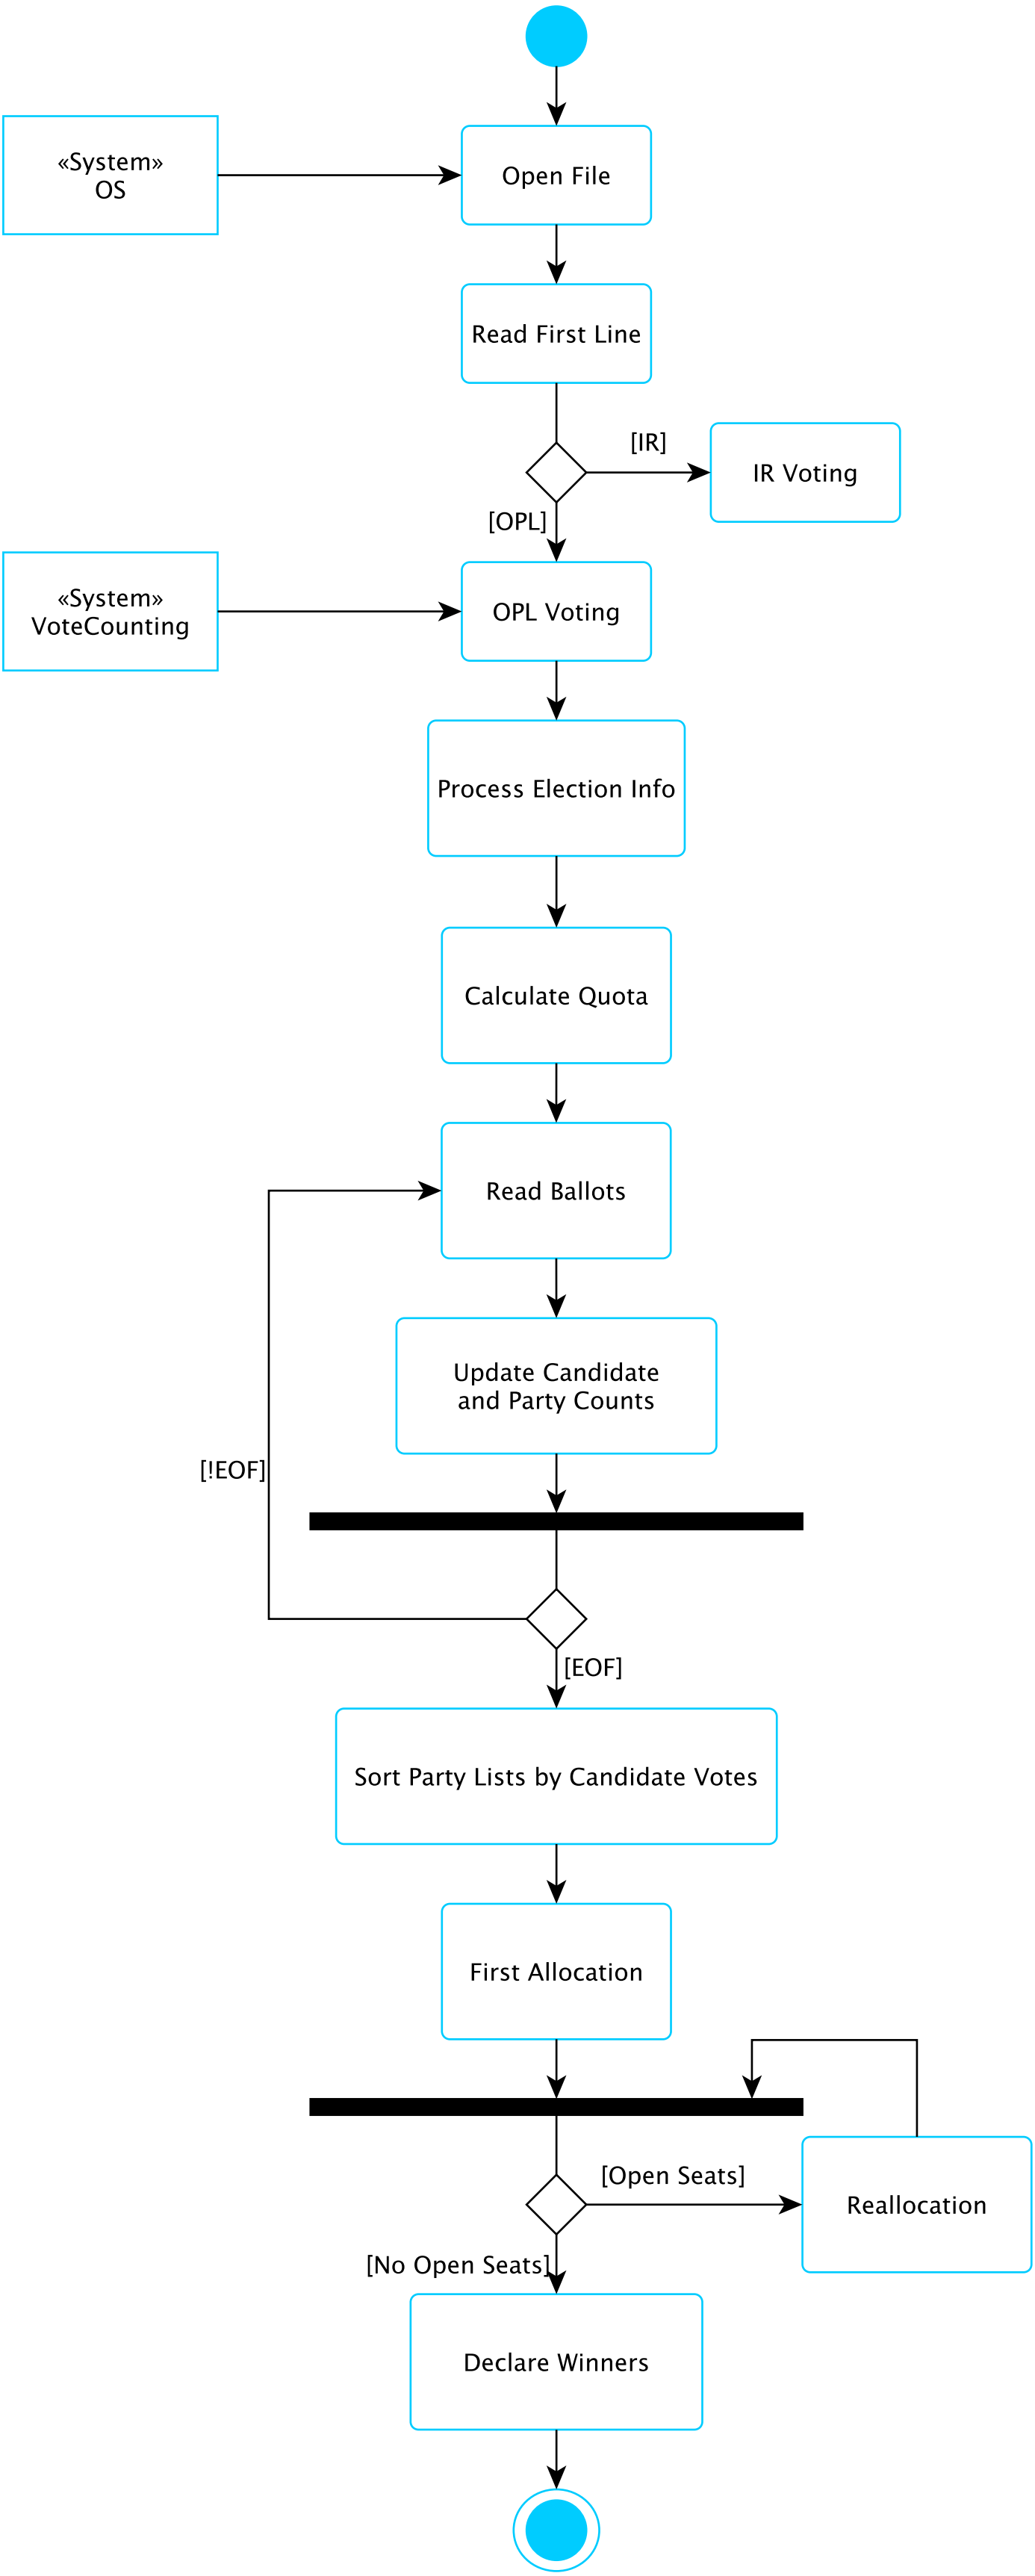 «System»
OS
Open File
Read First Line
[IR]
IR Voting
[OPL]
«System»
VoteCounting
OPL Voting
Process Election Info
Calculate Quota
Read Ballots
Update Candidate
and Party Counts
[!EOF]
[EOF]
Sort Party Lists by Candidate Votes
First Allocation
[Open Seats]
Reallocation
[No Open Seats]
Declare Winners